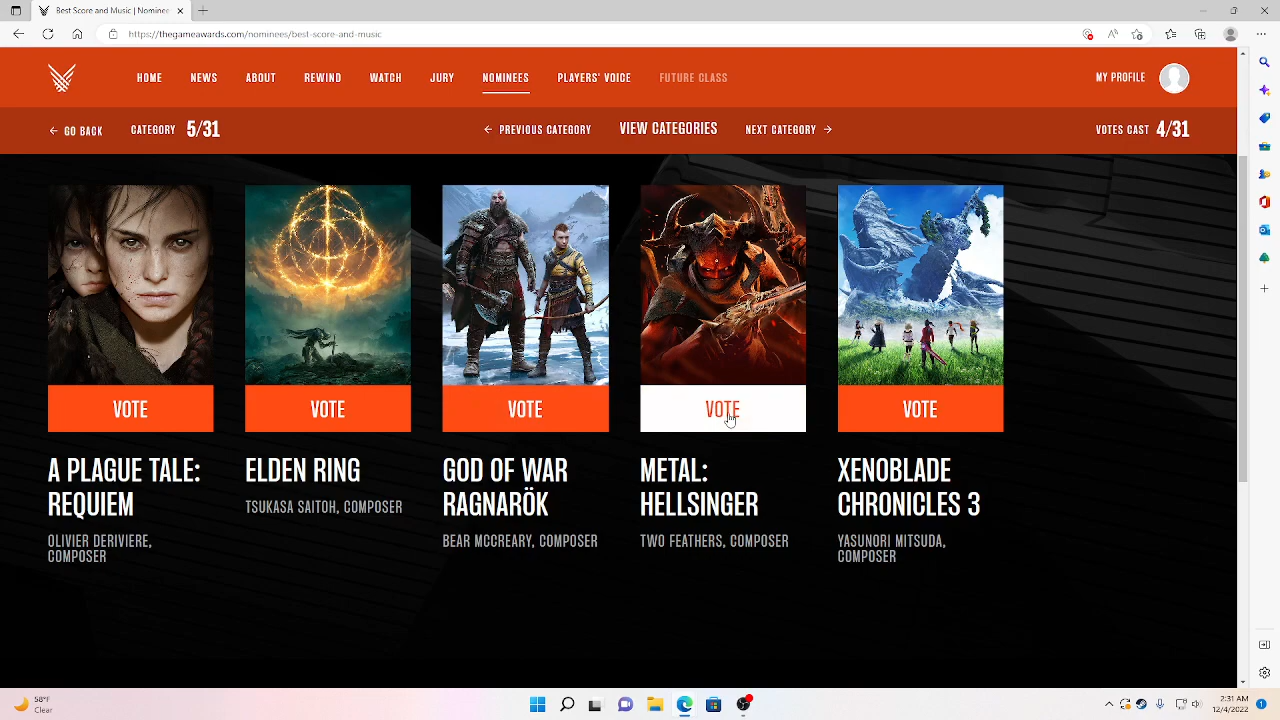 Best Score and Music | Nominees
https://thegameawards.org/nominees/best-score-and-music
HOME NEWS ABOUT REWIND WATCH JURY NOMINEES PLAYERS' VOICE FUTURE CLASS MY PROFILE
GO BACK CATEGORY 5/31 PREVIOUS CATEGORY VIEW CATEGORIES NEXT CATEGORY VOTES CAST 4/31
VOTE VOTE VOTE VOTE VOTE
A PLAGUE TALE:
REQUIEM
OLIVIER DERIVIERE,
COMPOSER
ELDEN RING
TSUKASA SAITOH, COMPOSER
GOD OF WAR
RAGNARÖK
BEAR MCCREARY, COMPOSER
METAL:
HELLSINGER
TWO FEATHERS, COMPOSER
XENOBLADE
CHRONICLES 3
YASUNORI MITSUDA,
COMPOSER
58°F
Clear
2:31 AM
12/4/2022